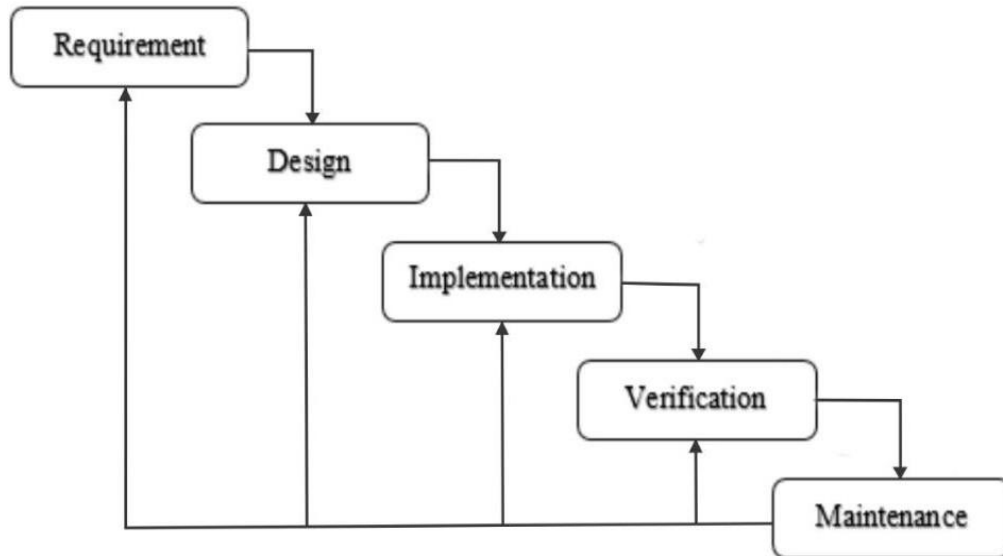 Requirement
Design
Implementation
Verification
Maintenance